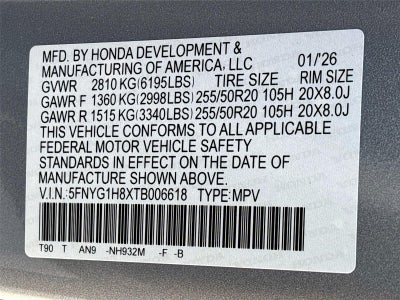 MFD. BY HONDA DEVELOPMENT &
MANUFACTURING OF AMERICA, LLC 01/'26
GVWR 2810 KG(6195LBS) TIRE SIZE RIM SIZE
GAWR F 1360 KG(2998LBS) 255/50R20 105H 20X8.0J
GAWR R 1515 KG(3340LBS) 255/50R20 105H 20X8.0J
THIS VEHICLE CONFORMS TO ALL APPLICABLE
FEDERAL MOTOR VEHICLE SAFETY
STANDARDS IN EFFECT ON THE DATE OF
MANUFACTURE SHOWN ABOVE.
V.I.N.:5FNYG1H8XTB006618 TYPE:MPV
T90 T AN9 -NH932M -F -B